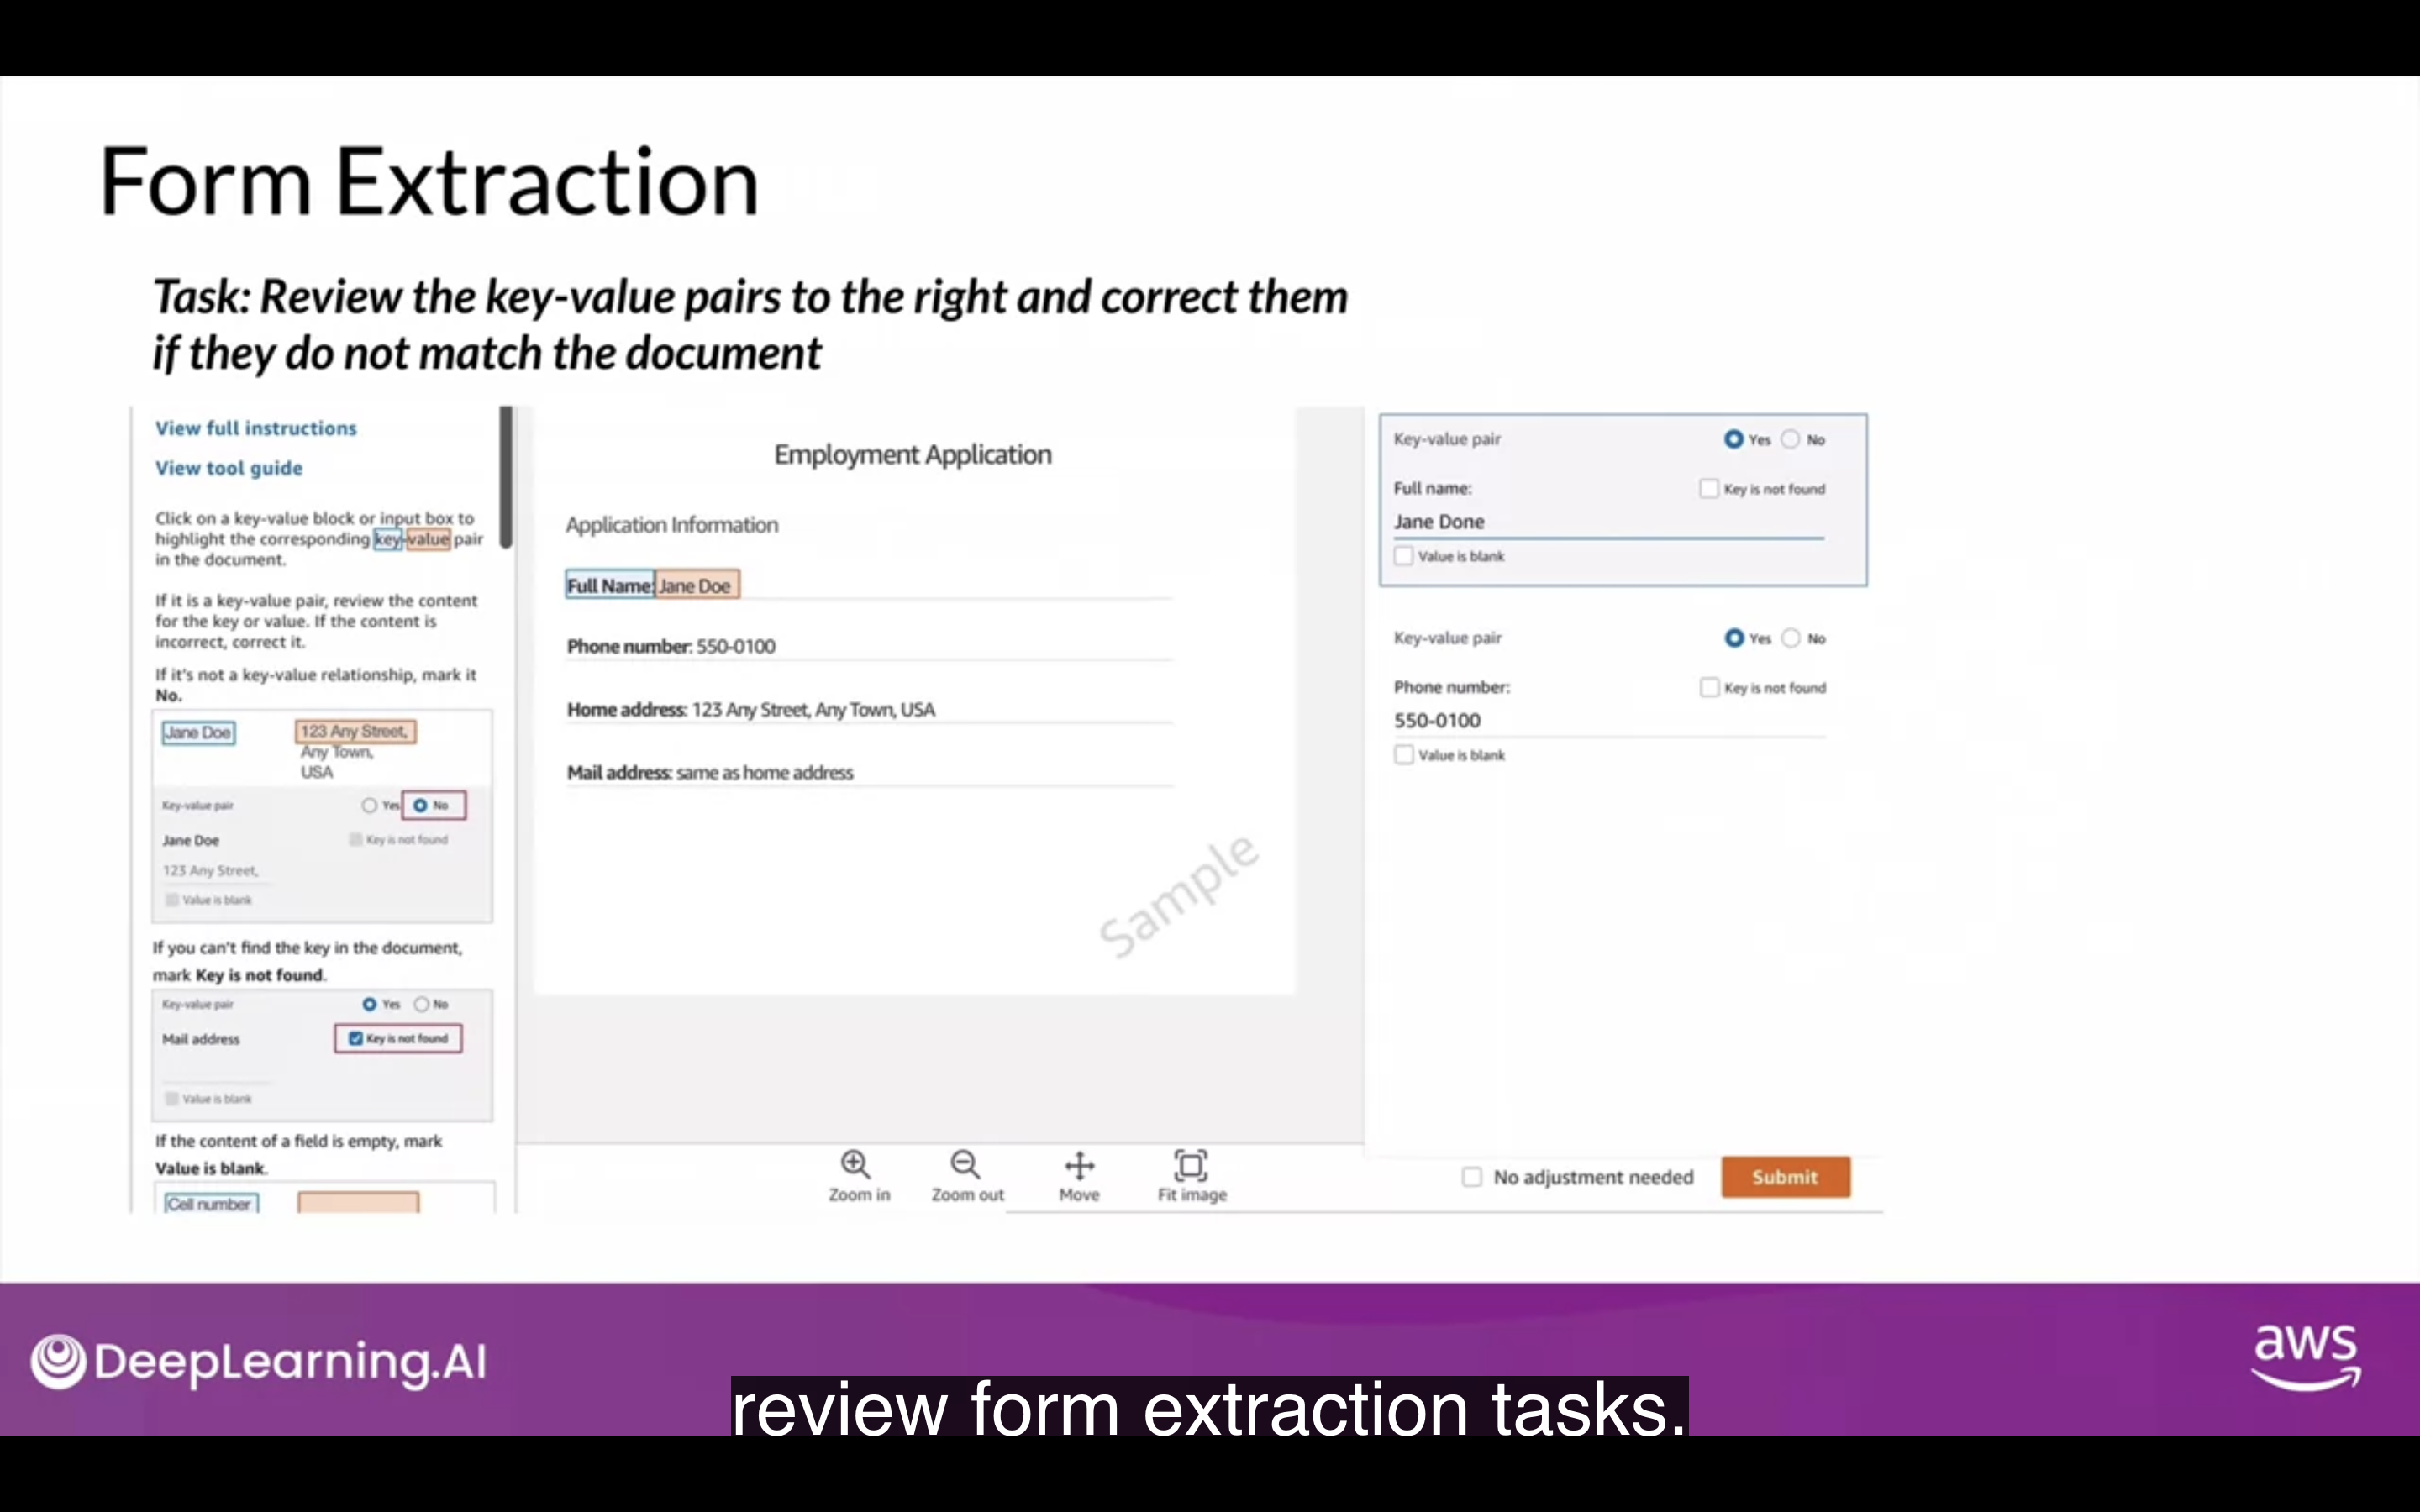 Form Extraction
Task: Review the key-value pairs to the right and correct them
if they do not match the document
View full instructions
View tool guide
Click on a key-value block or input box to
highlight the corresponding key-value pair
in the document.
If it is a key-value pair, review the content
for the key or value. If the content is
incorrect, correct it.
If it's not a key-value relationship, mark it
No.
Jane Doe 123 Any Street,
Any Town,
USA
Key-value pair Yes No
Jane Doe Key is not found
123 Any Street,
Value is blank
If you can't find the key in the document,
mark Key is not found.
Key-value pair Yes No
Mail address Key is not found
Value is blank
If the content of a field is empty, mark
Value is blank.
Cell number
Employment Application
Application Information
Full Name: Jane Doe
Phone number: 550-0100
Home address: 123 Any Street, Any Town, USA
Mail address: same as home address
Sample
Zoom in Zoom out Move Fit image
Key-value pair Yes No
Full name: Key is not found
Jane Done
Value is blank
Key-value pair Yes No
Phone number: Key is not found
550-0100
Value is blank
No adjustment needed Submit
DeepLearning.AI
aws
review form extraction tasks.